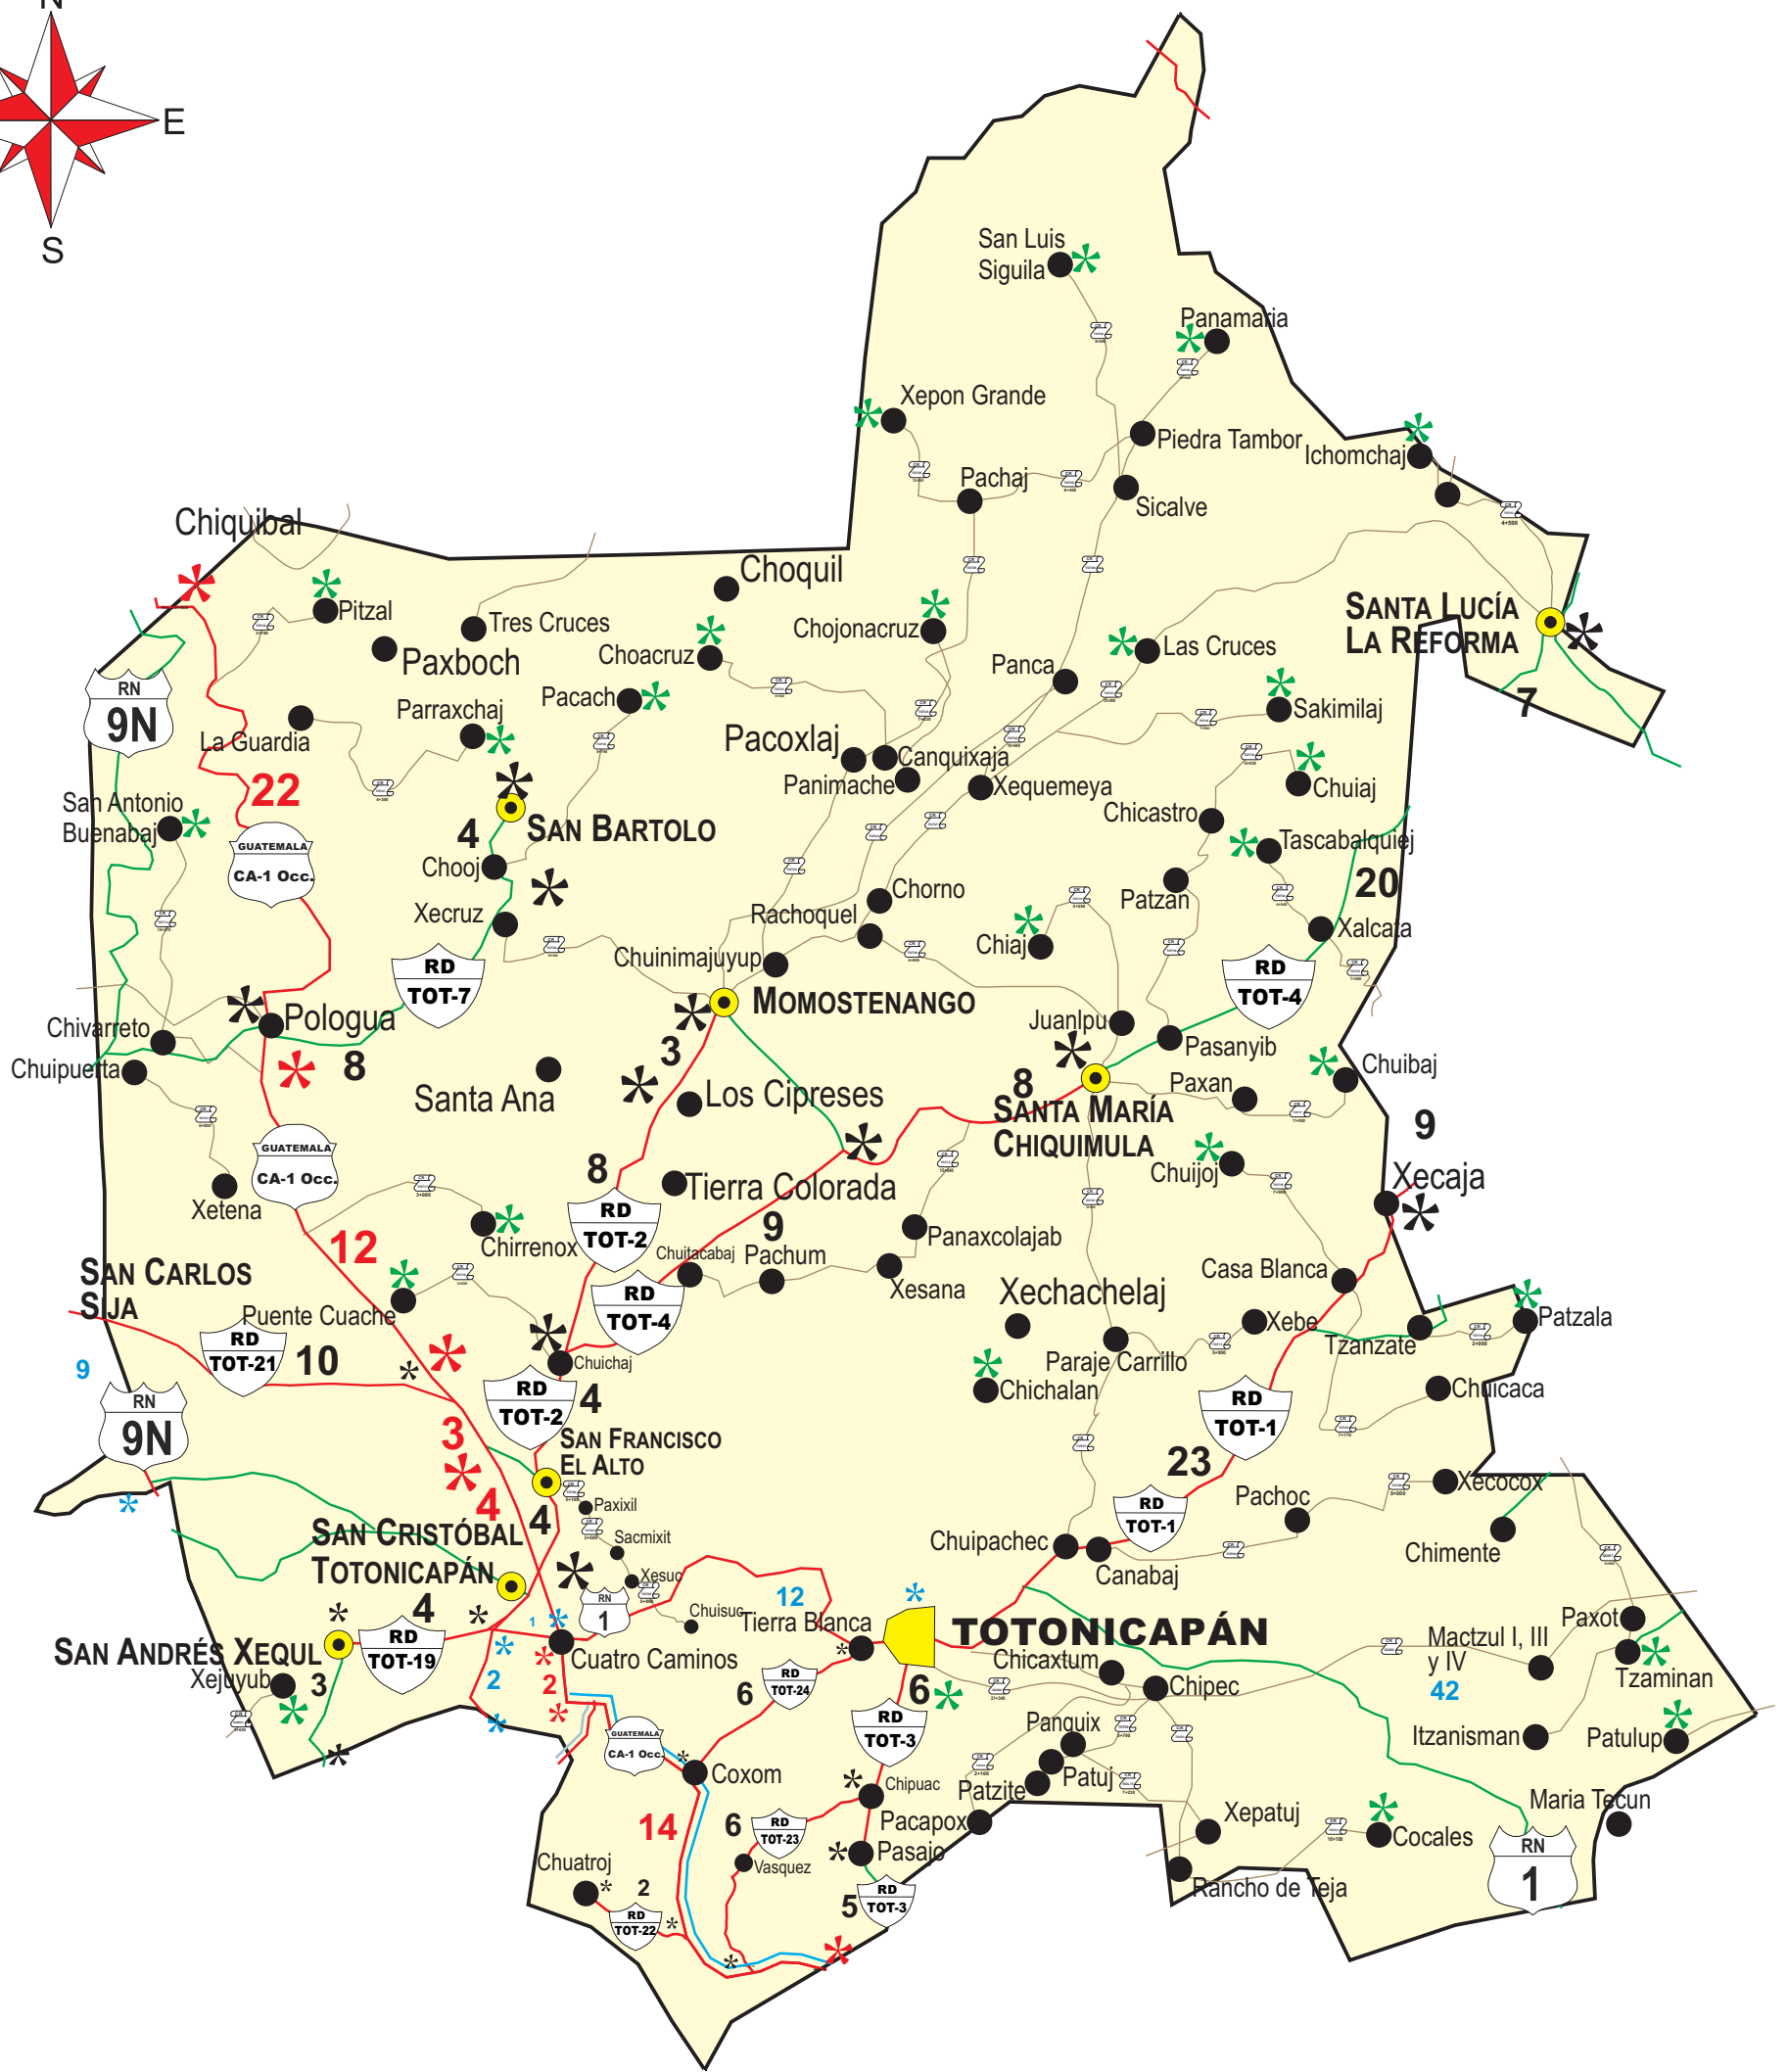 N
E
S
San Luis
Siguila
Panamaria
Xepon Grande
Piedra Tambor
Ichomchaj
Pachaj
Sicalve
Chiquibal
Choquil
Pitzal
Tres Cruces
Chojonacruz
SANTA LUCÍA
LA REFORMA
Paxboch
Choacruz
Las Cruces
Panca
RN
9N
Pacach
Parraxchaj
Sakimilaj
7
La Guardia
Pacoxlaj
Canquixaja
22
Panimache
Xequemeya
Chuiaj
San Antonio
Buenabaj
4
SAN BARTOLO
Chicastro
Tascabalquiej
GUATEMALA
CA-1 Occ.
Chooj
20
Chorno
Patzan
Xecruz
Rachoquel
Xalcata
Chiaj
Chuinimajuyup
RD
TOT-7
RD
TOT-4
MOMOSTENANGO
Pologua
Chivarreto
Juanlpu
3
Pasanyib
Chuipuerta
8
Chuibaj
Santa Ana
Los Cipreses
8
Paxan
SANTA MARÍA
CHIQUIMULA
9
GUATEMALA
CA-1 Occ.
8
Chuijoj
Xecaja
Tierra Colorada
Xetena
RD
TOT-2
9
12
Chirrenox
Chuitacabaj
Pachum
Panaxcolajab
SAN CARLOS
SIJA
Casa Blanca
Xesana
Xechachelaj
RD
TOT-4
Puente Cuache
Xebe
Patzala
RD
TOT-21
10
Tzanzate
9
Chuichaj
Paraje Carrillo
RN
9N
RD
TOT-2
4
Chichalan
RD
TOT-1
Chuicaca
3
SAN FRANCISCO
EL ALTO
23
4
Paxixil
Pachoc
Xecocox
4
RD
TOT-1
SAN CRISTÓBAL
TOTONICAPÁN
Sacmixit
Chuipachec
Chimente
Canabaj
Xesuc
RN
1
12
4
1
Chuisuc
Tierra Blanca
TOTONICAPÁN
Paxot
SAN ANDRÉS XEQUL
RD
TOT-19
Cuatro Caminos
Mactzul I, III
y IV
Chicaxtum
Tzaminan
Xejuyub
3
2
2
6
RD
TOT-24
6
Chipec
42
GUATEMALA
CA-1 Occ.
RD
TOT-3
Panquix
Itzanisman
Patulup
Coxom
Chipuac
Patzite
Patuj
Maria Tecun
14
6
RD
TOT-23
Pacapox
Xepatuj
Cocales
Pasajo
Chuatroj
Vasquez
RN
1
2
5
RD
TOT-3
Rancho de Teja
RD
TOT-22